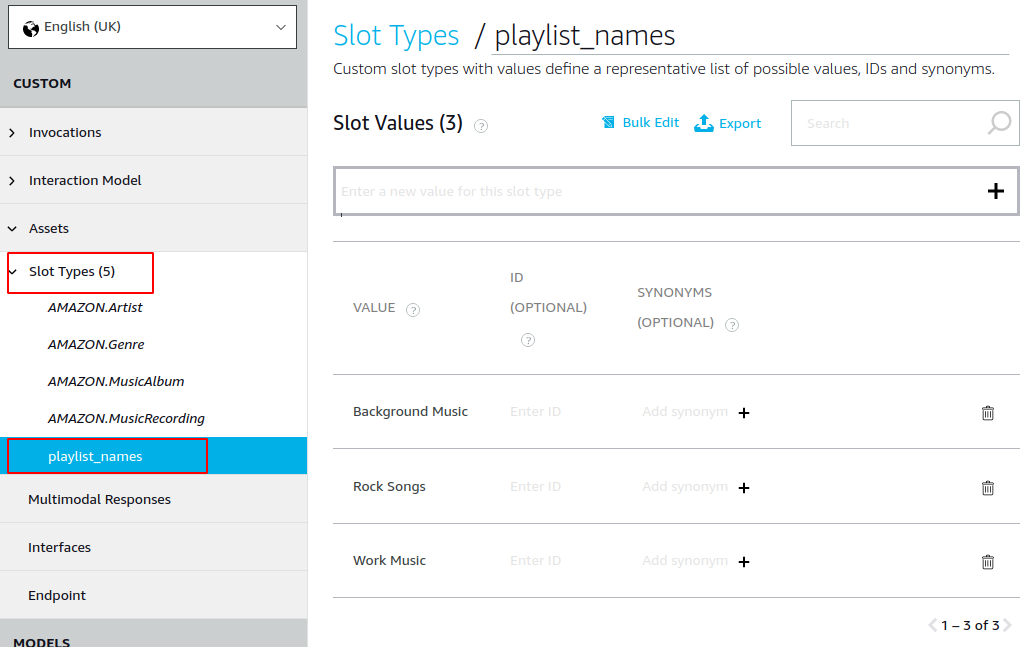 English (UK)
CUSTOM
Invocations
Interaction Model
Assets
Slot Types (5)
AMAZON.Artist
AMAZON.Genre
AMAZON.MusicAlbum
AMAZON.MusicRecording
playlist_names
Multimodal Responses
Interfaces
Endpoint
MODELS
Slot Types / playlist_names
Custom slot types with values define a representative list of possible values, IDs and synonyms.
Slot Values (3) ?
Bulk Edit Export Search
Enter a new value for this slot type
VALUE ?
ID
(OPTIONAL)
?
SYNONYMS
(OPTIONAL) ?
Background Music Enter ID Add synonym
Rock Songs Enter ID Add synonym
Work Music Enter ID Add synonym
1 – 3 of 3